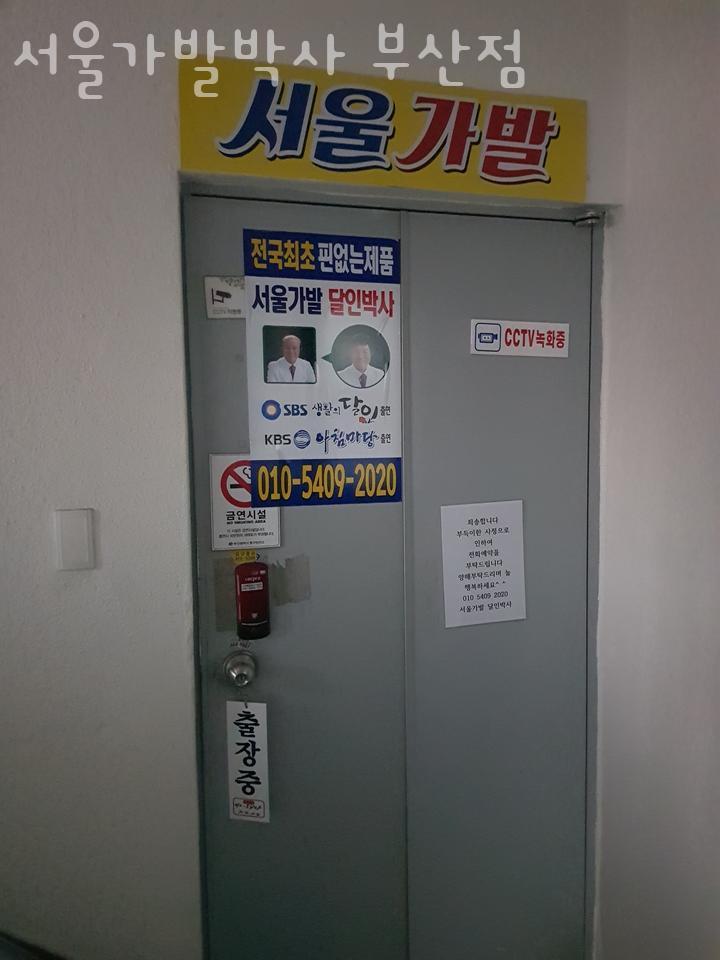 서울가발박사 부산점
서울가발
전국최초 핀없는제품
서울가발 달인박사
SBS 생활의 달인 출연
KBS 아침마당 출연
010-5409-2020
CCTV녹화중
금연시설
NO SMOKING AREA
죄송합니다
부득이한 사정으로
인하여
전화예약을
부탁드립니다
양해부탁드리며 늘
행복하세요^^
010 5409 2020
서울가발 달인박사
출장중